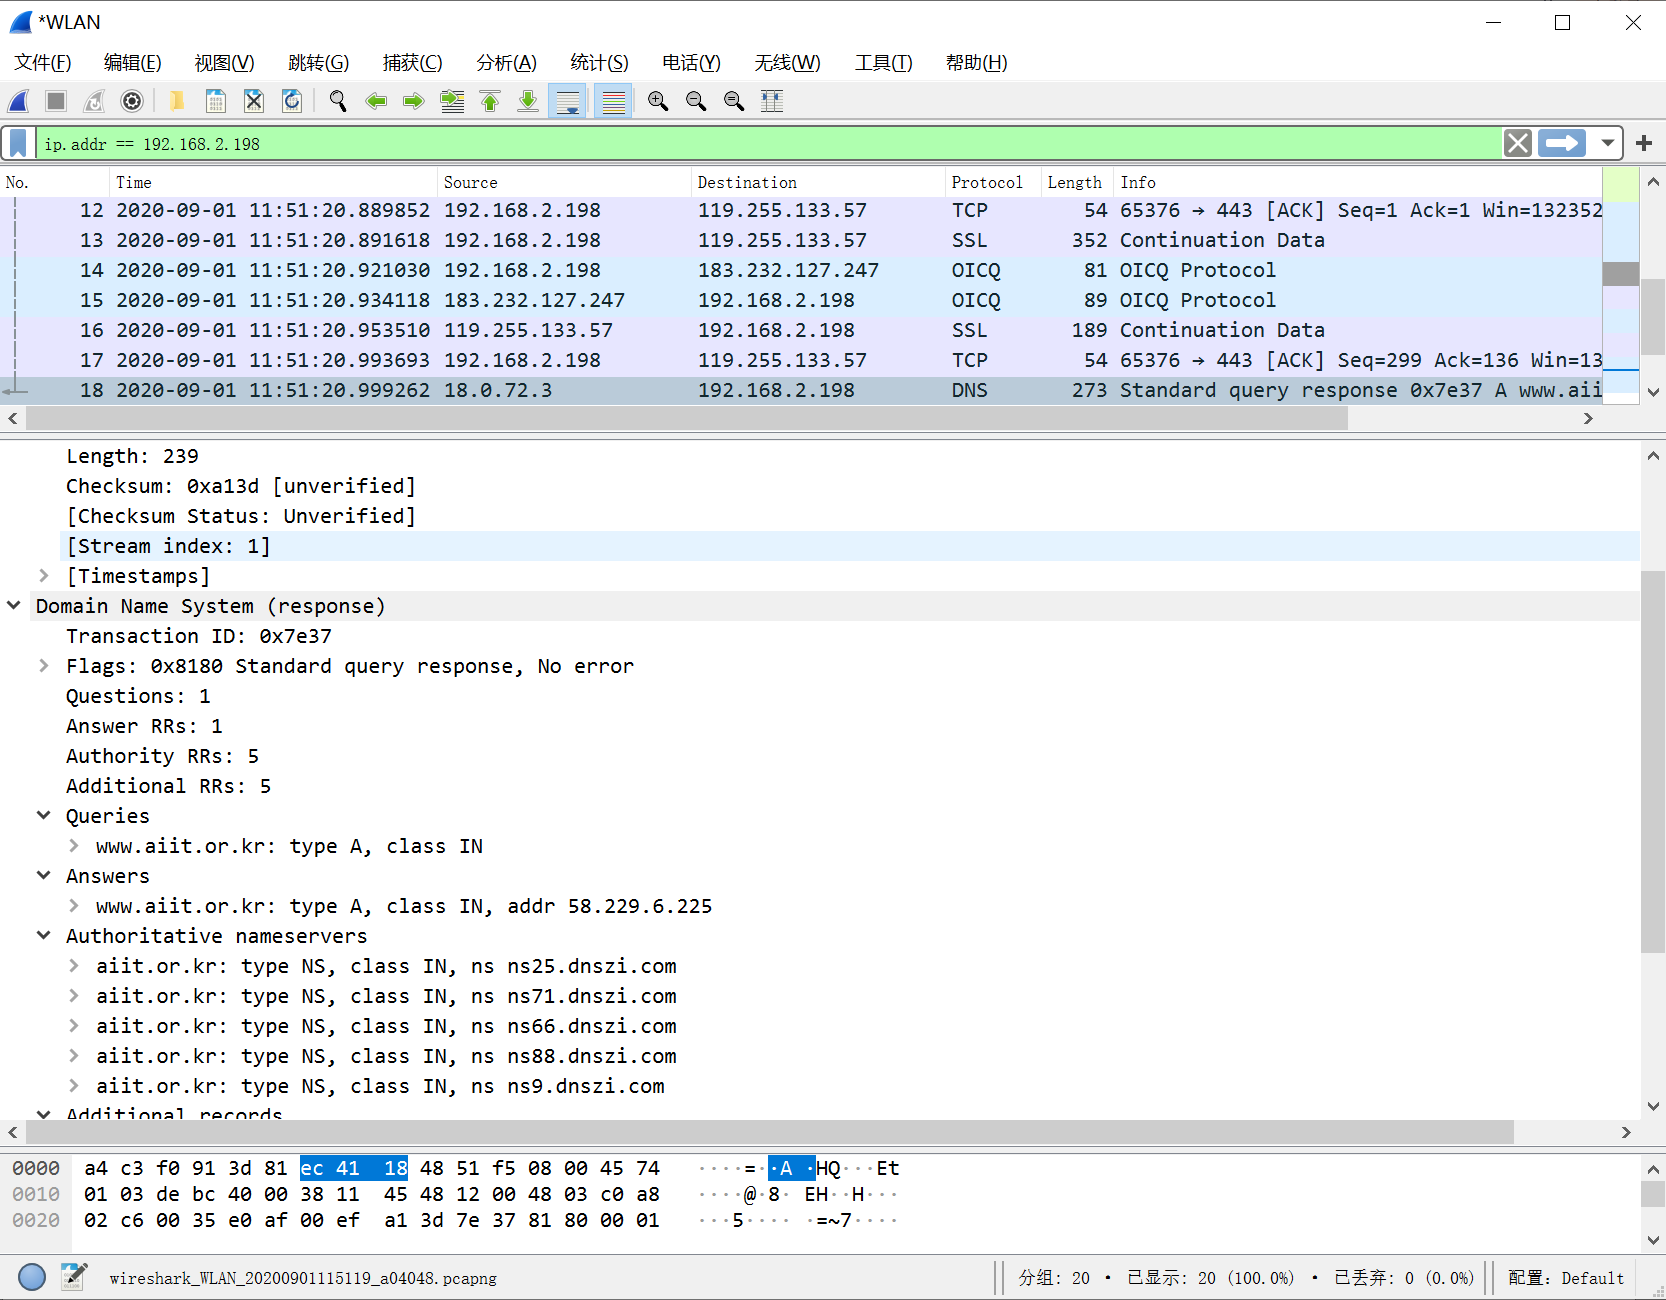 *WLAN
文件(F) 编辑(E) 视图(V) 跳转(G) 捕获(C) 分析(A) 统计(S) 电话(Y) 无线(W) 工具(T) 帮助(H)
ip.addr == 192.168.2.198
No. Time Source Destination Protocol Length Info
12 2020-09-01 11:51:20.889852 192.168.2.198 119.255.133.57 TCP 54 65376 → 443 [ACK] Seq=1 Ack=1 Win=132352
13 2020-09-01 11:51:20.891618 192.168.2.198 119.255.133.57 SSL 352 Continuation Data
14 2020-09-01 11:51:20.921030 192.168.2.198 183.232.127.247 OICQ 81 OICQ Protocol
15 2020-09-01 11:51:20.934118 183.232.127.247 192.168.2.198 OICQ 89 OICQ Protocol
16 2020-09-01 11:51:20.953510 119.255.133.57 192.168.2.198 SSL 189 Continuation Data
17 2020-09-01 11:51:20.993693 192.168.2.198 119.255.133.57 TCP 54 65376 → 443 [ACK] Seq=299 Ack=136 Win=13
18 2020-09-01 11:51:20.999262 18.0.72.3 192.168.2.198 DNS 273 Standard query response 0x7e37 A www.aii
Length: 239
Checksum: 0xa13d [unverified]
[Checksum Status: Unverified]
[Stream index: 1]
[Timestamps]
Domain Name System (response)
Transaction ID: 0x7e37
Flags: 0x8180 Standard query response, No error
Questions: 1
Answer RRs: 1
Authority RRs: 5
Additional RRs: 5
Queries
www.aiit.or.kr: type A, class IN
Answers
www.aiit.or.kr: type A, class IN, addr 58.229.6.225
Authoritative nameservers
aiit.or.kr: type NS, class IN, ns ns25.dnszi.com
aiit.or.kr: type NS, class IN, ns ns71.dnszi.com
aiit.or.kr: type NS, class IN, ns ns66.dnszi.com
aiit.or.kr: type NS, class IN, ns ns88.dnszi.com
aiit.or.kr: type NS, class IN, ns ns9.dnszi.com
Additional records
0000 a4 c3 f0 91 3d 81 ec 41 18 48 51 f5 08 00 45 74 ····=··A ·HQ···Et
0010 01 03 de bc 40 00 38 11 45 48 12 00 48 03 c0 a8 ····@·8· EH··H···
0020 02 c6 00 35 e0 af 00 ef a1 3d 7e 37 81 80 00 01 ···5···· ·=~7····
wireshark_WLAN_20200901115119_a04048.pcapng 分组: 20 · 已显示: 20 (100.0%) · 已丢弃: 0 (0.0%) 配置: Default